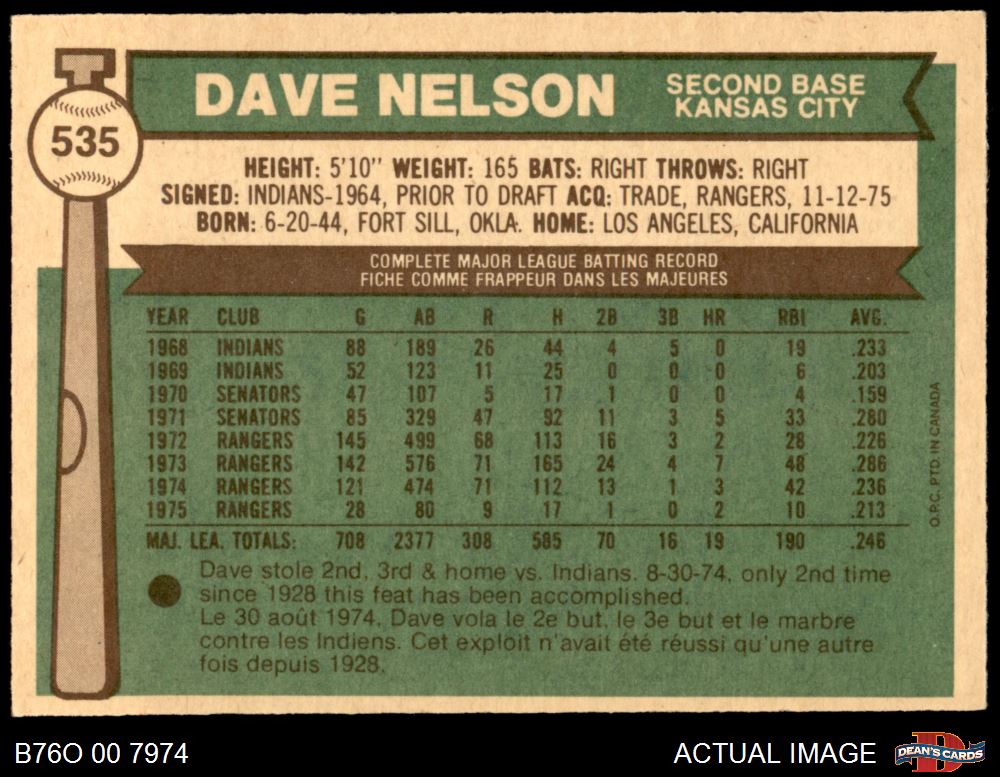 535
DAVE NELSON
SECOND BASE
KANSAS CITY
HEIGHT: 5'10" WEIGHT: 165 BATS: RIGHT THROWS: RIGHT
SIGNED: INDIANS-1964, PRIOR TO DRAFT ACQ: TRADE, RANGERS, 11-12-75
BORN: 6-20-44, FORT SILL, OKLA. HOME: LOS ANGELES, CALIFORNIA
COMPLETE MAJOR LEAGUE BATTING RECORD
FICHE COMME FRAPPEUR DANS LES MAJEURES
YEAR CLUB G AB R H 2B 3B HR RBI AVG.
1968 INDIANS 88 189 26 44 4 5 0 19 .233
1969 INDIANS 52 123 11 25 0 0 0 6 .203
1970 SENATORS 47 107 5 17 1 0 0 4 .159
1971 SENATORS 85 329 47 92 11 3 5 33 .280
1972 RANGERS 145 499 68 113 16 3 2 28 .226
1973 RANGERS 142 576 71 165 24 4 7 48 .286
1974 RANGERS 121 474 71 112 13 1 3 42 .236
1975 RANGERS 28 80 9 17 1 0 2 10 .213
MAJ. LEA. TOTALS: 708 2377 308 585 70 16 19 190 .246
Dave stole 2nd, 3rd & home vs. Indians, 8-30-74, only 2nd time
since 1928 this feat has been accomplished.
Le 30 août 1974, Dave vola le 2e but, le 3e but et le marbre
contre les Indiens. Cet exploit n'avait été réussi qu'une autre
fois depuis 1928.
O.P.C. PTD. IN CANADA
B76O 00 7974
ACTUAL IMAGE
D
DEAN'S CARDS